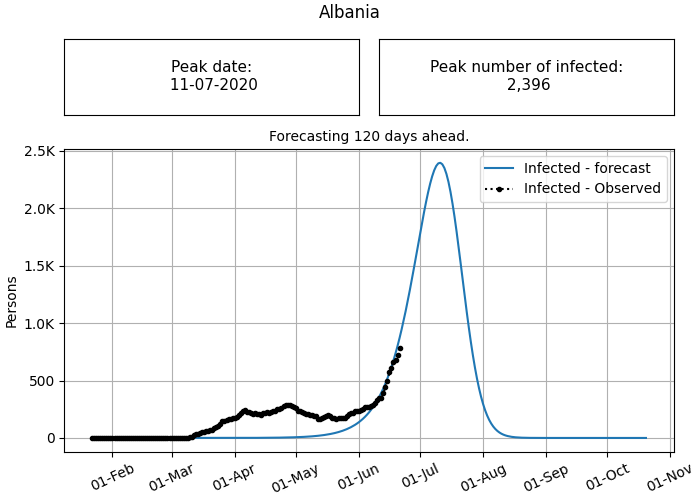 Albania
Peak date:
11-07-2020
Peak number of infected:
2,396
Forecasting 120 days ahead.
2.5K
2.0K
1.5K
1.0K
500
0
Persons
Infected - forecast
Infected - Observed
01-Feb
01-Mar
01-Apr
01-May
01-Jun
01-Jul
01-Aug
01-Sep
01-Oct
01-Nov